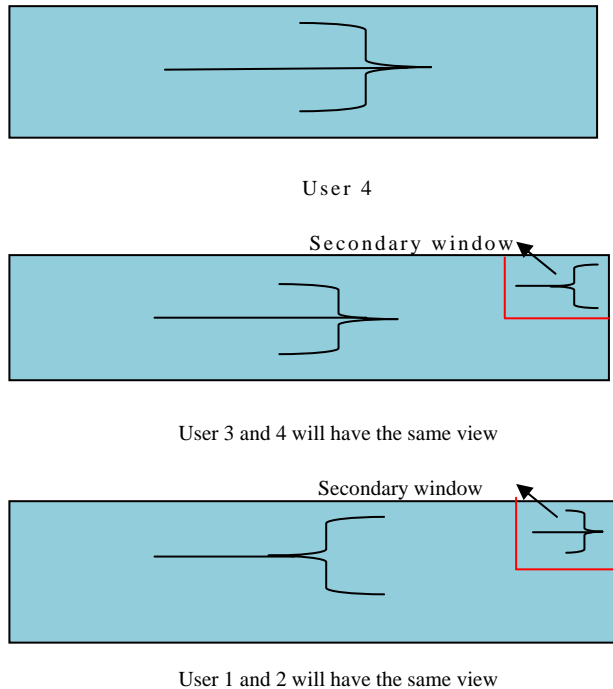 User 4
Secondary window
User 3 and 4 will have the same view
Secondary window
User 1 and 2 will have the same view